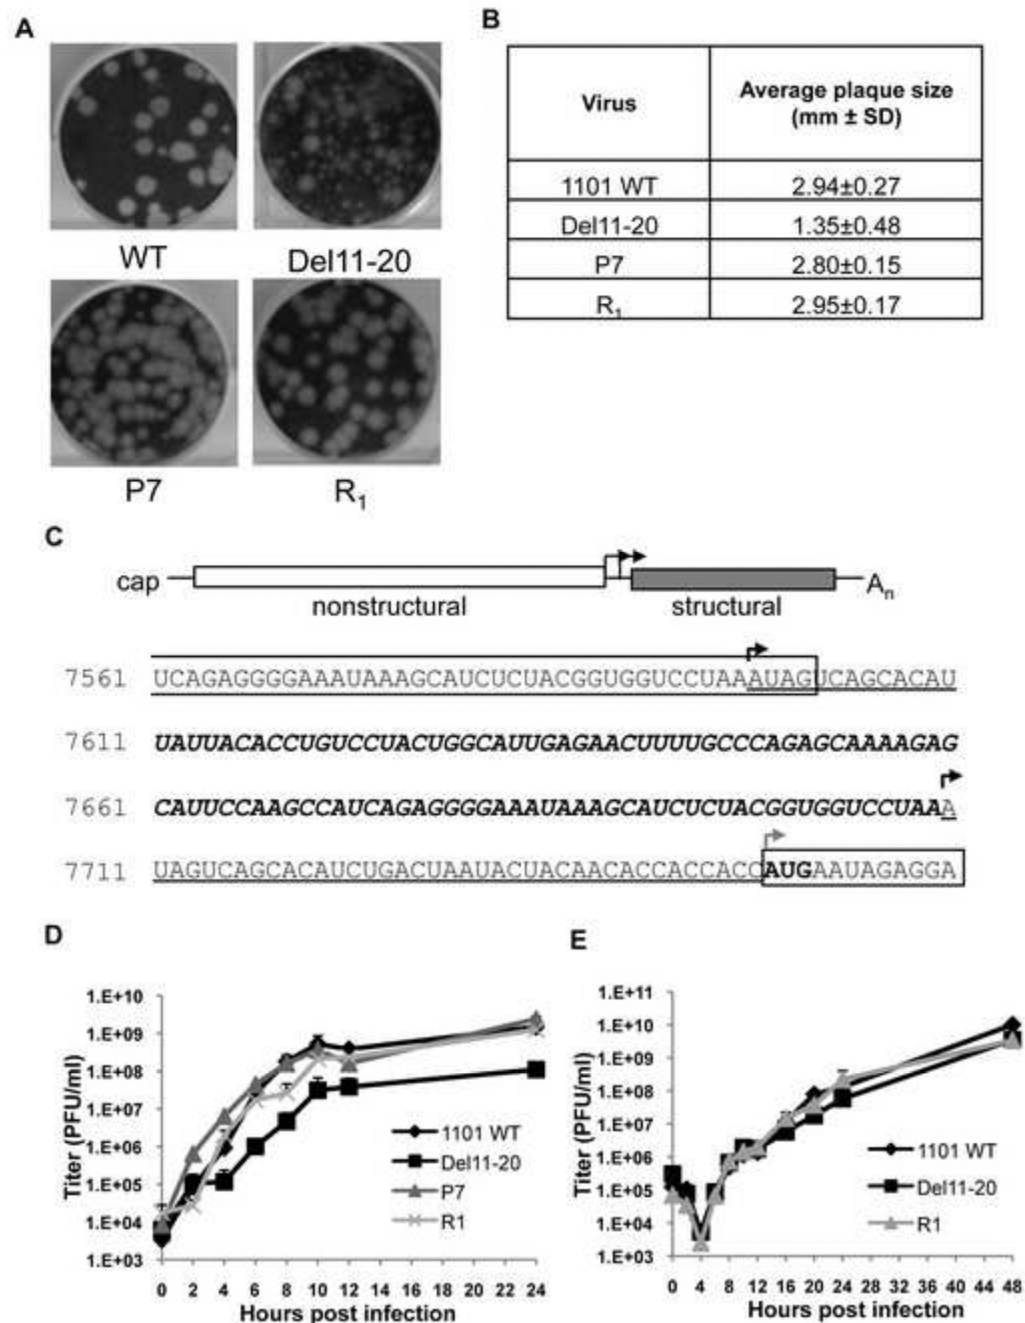 A
WT
Del11-20
P7
R1
B
Virus
Average plaque size
(mm ± SD)
1101 WT
2.94±0.27
Del11-20
1.35±0.48
P7
2.80±0.15
R1
2.95±0.17
C
cap
An
nonstructural
structural
7561 UCAGAGGGGAAAUAAAGCAUCUCUACGGUGGUCCUAAAUAGUCAGCACAU
7611 UAUUACACCUGUCCUACUGGCAUUGAGAACUUUUGCCCAGAGCAAAAGAG
7661 CAUUCCAAGCCAUCAGAGGGGAAAUAAAGCAUCUCUACGGUGGUCCUAAA
7711 UAGUCAGCACAUCUGACUAAUACUACAACACCACCACCAUGAAUAGAGGA
D
Titer (PFU/ml)
1.E+10
1.E+09
1.E+08
1.E+07
1.E+06
1.E+05
1.E+04
1.E+03
1101 WT
Del11-20
P7
R1
0 2 4 6 8 10 12 14 16 18 20 22 24
Hours post infection
E
Titer (PFU/ml)
1.E+11
1.E+10
1.E+09
1.E+08
1.E+07
1.E+06
1.E+05
1.E+04
1.E+03
1101 WT
Del11-20
R1
0 4 8 12 16 20 24 28 32 36 40 44 48
Hours post infection